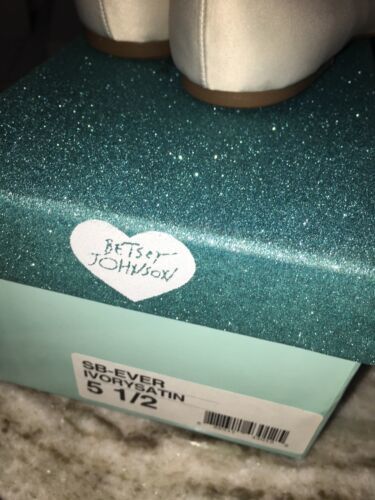 BETSEY
JOHNSON
SB-EVER
IVORYSATIN
5 1/2